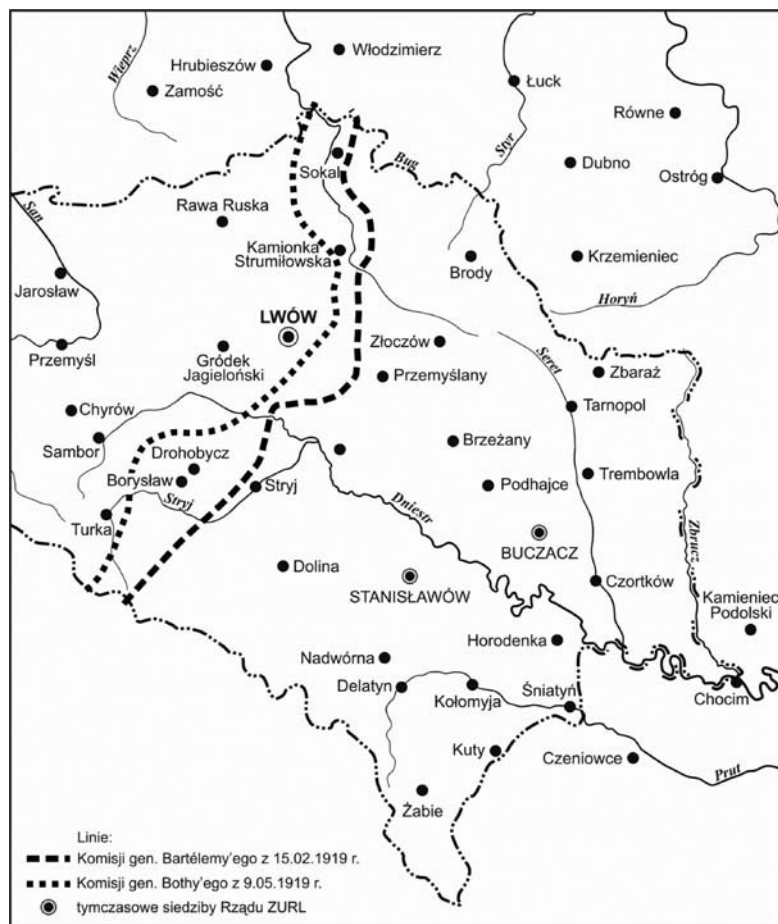 Wieprz
Hrubieszów
Włodzimierz
Zamość
Łuck
Równe
Styr
Bug
Sokal
Dubno
Ostróg
San
Rawa Ruska
Kamionka
Strumiłowska
Brody
Krzemieniec
Jarosław
Horyń
LWÓW
Przemyśl
Gródek
Jagieloński
Złoczów
Seret
Zbaraż
Przemyślany
Tarnopol
Chyrów
Sambor
Drohobycz
Brzeżany
Borysław
Stryj
Stryj
Podhajce
Trembowla
Turka
Dniestr
Zbrucz
BUCZACZ
Dolina
STANISŁAWÓW
Czortków
Kamieniec
Podolski
Horodenka
Nadwórna
Delatyn
Kołomyja
Śniatyń
Chocim
Kuty
Czeniowce
Prut
Żabie
Linie:
Komisji gen. Bartélemy'ego z 15.02.1919 r.
Komisji gen. Bothy'ego z 9.05.1919 r.
tymczasowe siedziby Rządu ZURL